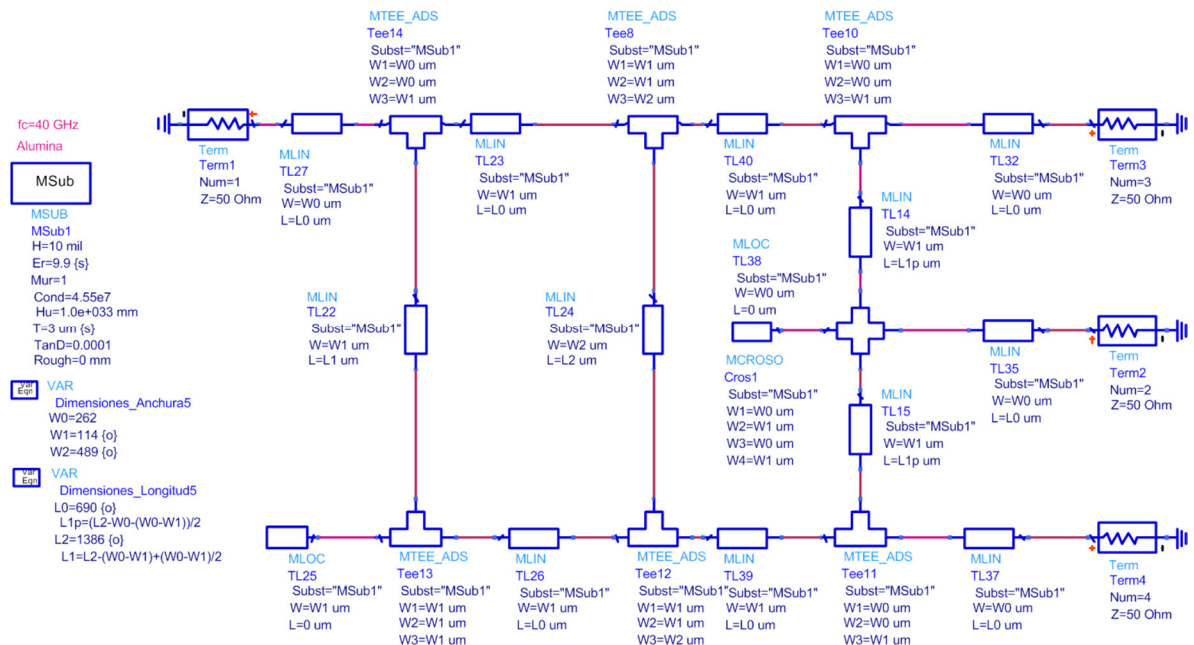 MTEE_ADS
Tee14
Subst="MSub1"
W1=W0 um
W2=W0 um
W3=W1 um
MTEE_ADS
Tee8
Subst="MSub1"
W1=W1 um
W2=W1 um
W3=W2 um
MTEE_ADS
Tee10
Subst="MSub1"
W1=W1 um
W2=W0 um
W3=W1 um
fc=40 GHz
Alumina
MSub
MSUB
MSub1
H=10 mil
Er=9.9 {s}
Mur=1
Cond=4.55e7
Hu=1.0e+033 mm
T=3 um {s}
TanD=0.0001
Rough=0 mm
Term
Term1
Num=1
Z=50 Ohm
MLIN
TL27
Subst="MSub1"
W=W0 um
L=L0 um
MLIN
TL23
Subst="MSub1"
W=W1 um
L=L0 um
MLIN
TL40
Subst="MSub1"
W=W1 um
L=L0 um
MLIN
TL32
Subst="MSub1"
W=W0 um
L=L0 um
Term
Term3
Num=3
Z=50 Ohm
MLIN
TL14
Subst="MSub1"
W=W1 um
L=L1p um
MLOC
TL38
Subst="MSub1"
W=W0 um
L=0 um
MLIN
TL22
Subst="MSub1"
W=W1 um
L=L1 um
MLIN
TL24
Subst="MSub1"
W=W2 um
L=L2 um
MCROSO
Cros1
W1=W0 um
W2=W1 um
W3=W0 um
W4=W1 um
MLIN
TL35
Subst="MSub1"
W=W0 um
L=L0 um
Term
Term2
Num=2
Z=50 Ohm
MLIN
TL15
Subst="MSub1"
W=W1 um
L=L1p um
Var
Eqn
VAR
Dimensiones_Anchura5
W0=262
W1=114 {o}
W2=489 {o}
Var
Eqn
VAR
Dimensiones_Longitud5
L0=690 {o}
L1p=(L2-W0-(W0-W1))/2
L2=1386 {o}
L1=L2-(W0-W1)+(W0-W1)/2
MLOC
TL25
Subst="MSub1"
W=W1 um
L=0 um
MTEE_ADS
Tee13
Subst="MSub1"
W1=W1 um
W2=W1 um
W3=W1 um
MLIN
TL26
Subst="MSub1"
W=W1 um
L=L0 um
MTEE_ADS
Tee12
Subst="MSub1"
W1=W1 um
W2=W1 um
W3=W2 um
MLIN
TL39
Subst="MSub1"
W=W1 um
L=L0 um
MTEE_ADS
Tee11
Subst="MSub1"
W1=W0 um
W2=W0 um
W3=W1 um
MLIN
TL37
Subst="MSub1"
W=W0 um
L=L0 um
Term
Term4
Num=4
Z=50 Ohm